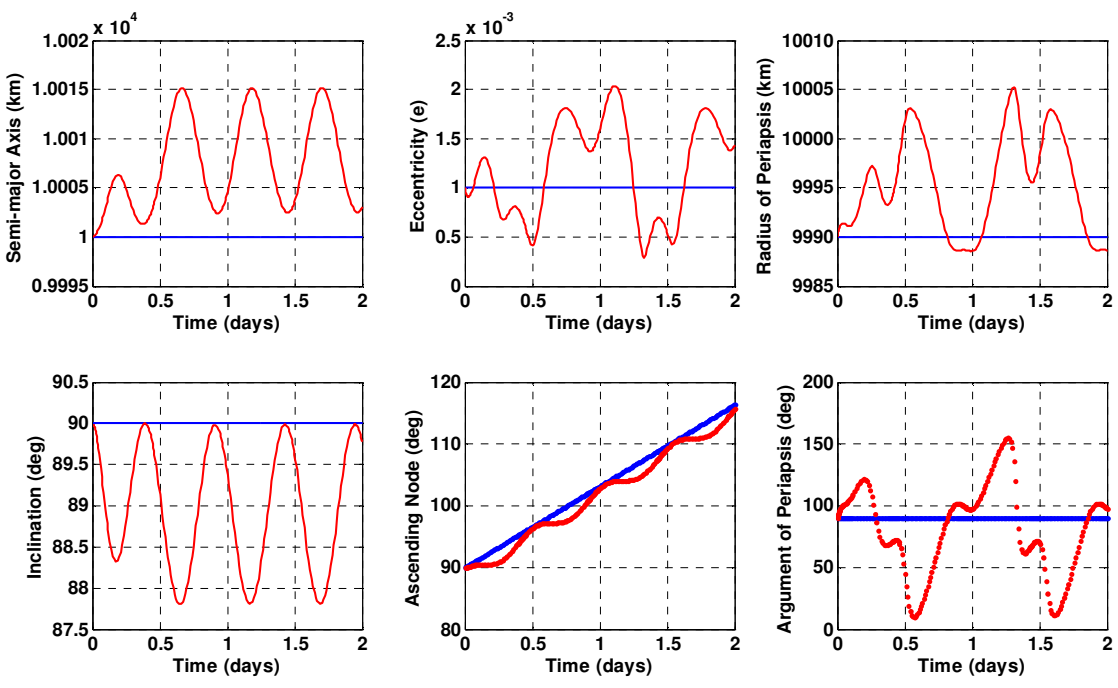 x 10^4
Semi-major Axis (km)
1.002
1.0015
1.001
1.0005
1
0.9995
0 0.5 1 1.5 2
Time (days)
x 10^-3
Eccentricity (e)
2.5
2
1.5
1
0.5
0
0 0.5 1 1.5 2
Time (days)
Radius of Periapsis (km)
10010
10005
10000
9995
9990
9985
0 0.5 1 1.5 2
Time (days)
Inclination (deg)
90.5
90
89.5
89
88.5
88
87.5
0 0.5 1 1.5 2
Time (days)
Ascending Node (deg)
120
110
100
90
80
0 0.5 1 1.5 2
Time (days)
Argument of Periapsis (deg)
200
150
100
50
0
0 0.5 1 1.5 2
Time (days)